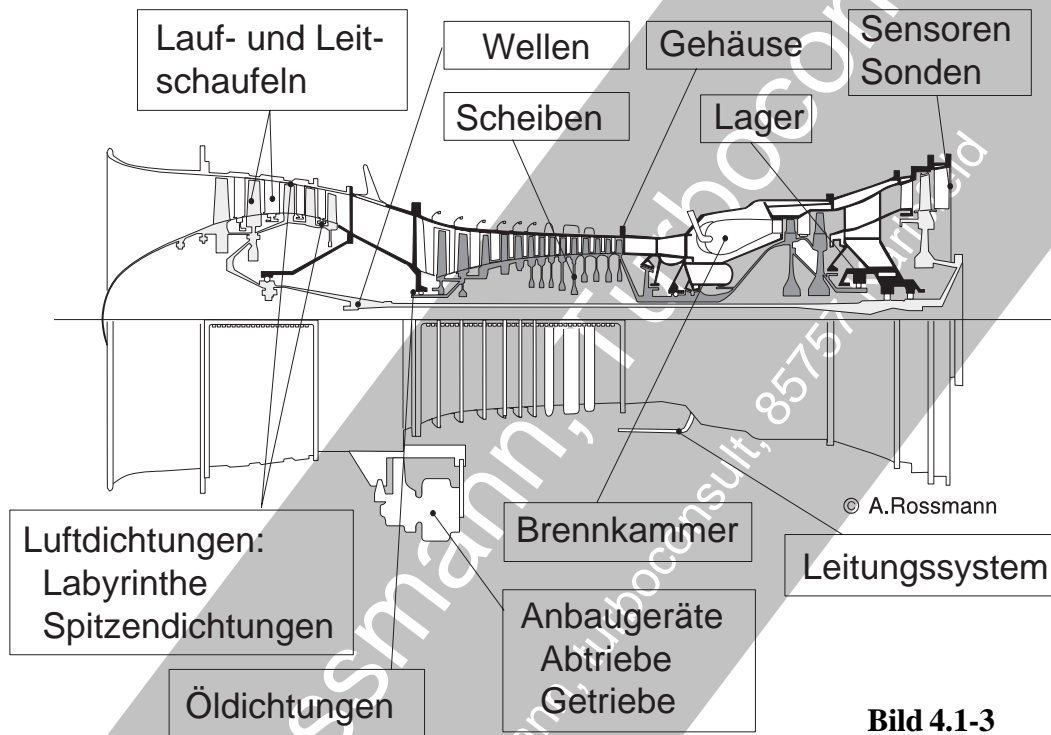 Lauf- und Leit-
schaufeln
Wellen
Gehäuse
Sensoren
Sonden
Scheiben
Lager
© A.Rossmann
Luftdichtungen:
Labyrinthe
Spitzendichtungen
Brennkammer
Leitungssystem
Anbaugeräte
Abtriebe
Getriebe
Öldichtungen
Bild 4.1-3